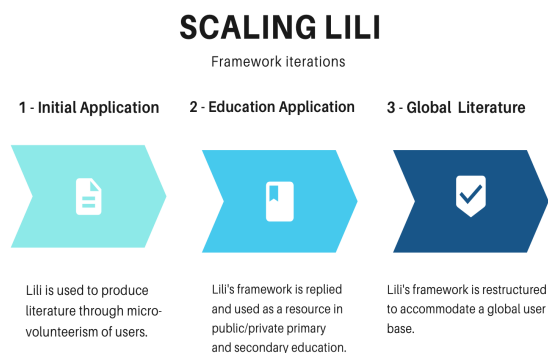 SCALING LILI
Framework iterations
1 - Initial Application
2 - Education Application
3 - Global Literature
Lili is used to produce
literature through micro-
volunteerism of users.
Lili's framework is replied
and used as a resource in
public/private primary
and secondary education.
Lili's framework is restructured
to accommodate a global user
base.